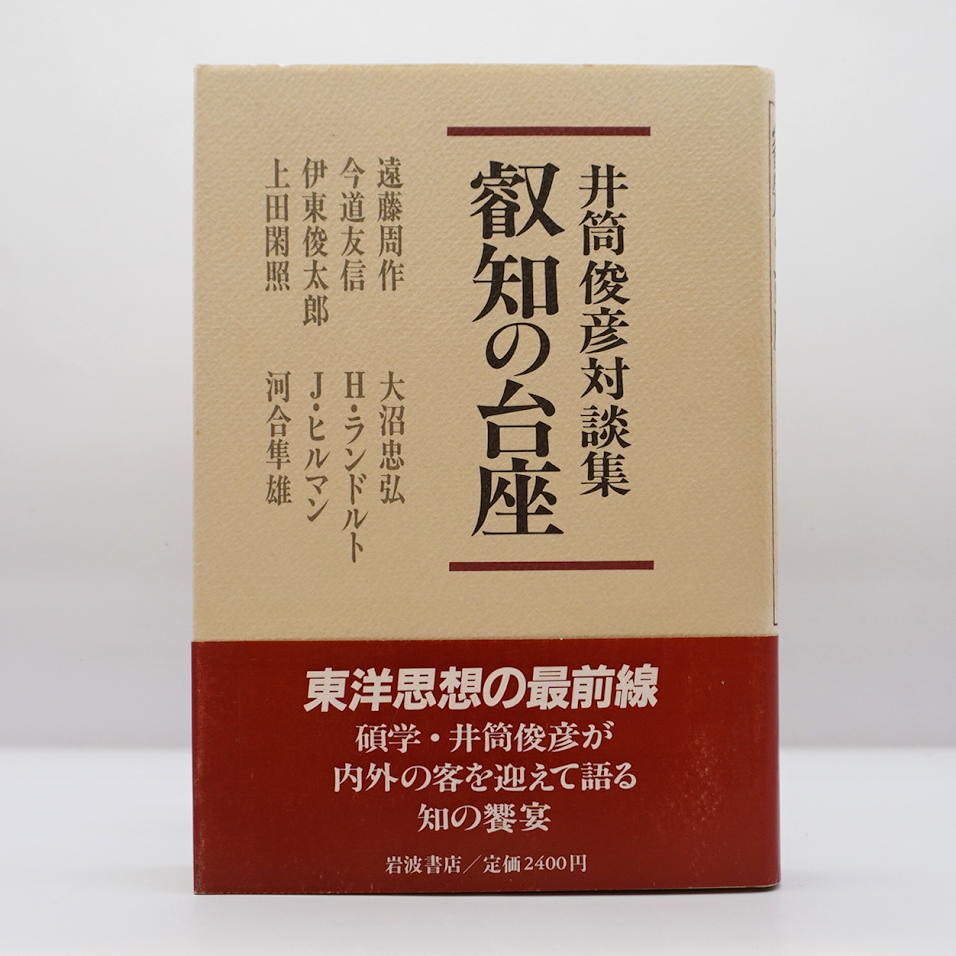 井筒俊彦対談集
叡知の台座
遠藤周作
今道友信
伊東俊太郎
上田閑照
大沼忠弘
H・ランドルト
J・ヒルマン
河合隼雄
東洋思想の最前線
碩学・井筒俊彦が
内外の客を迎えて語る
知の饗宴
岩波書店／定価2400円